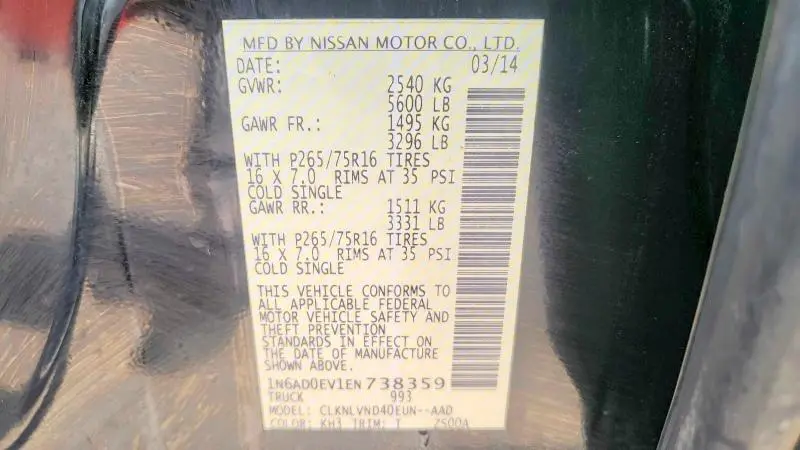 MFD BY NISSAN MOTOR CO., LTD.
DATE: 03/14
GVWR: 2540 KG
5600 LB
GAWR FR.: 1495 KG
3296 LB
WITH P265/75R16 TIRES
16 X 7.0 RIMS AT 35 PSI
COLD SINGLE
GAWR RR.: 1511 KG
3331 LB
WITH P265/75R16 TIRES
16 X 7.0 RIMS AT 35 PSI
COLD SINGLE
THIS VEHICLE CONFORMS TO
ALL APPLICABLE FEDERAL
MOTOR VEHICLE SAFETY AND
THEFT PREVENTION
STANDARDS IN EFFECT ON
THE DATE OF MANUFACTURE
SHOWN ABOVE.
1N6AD0EV1EN738359
TRUCK 993
MODEL: CLKNLVND40EUN--AAD
COLOR: KH3 TRIM: T 2500A